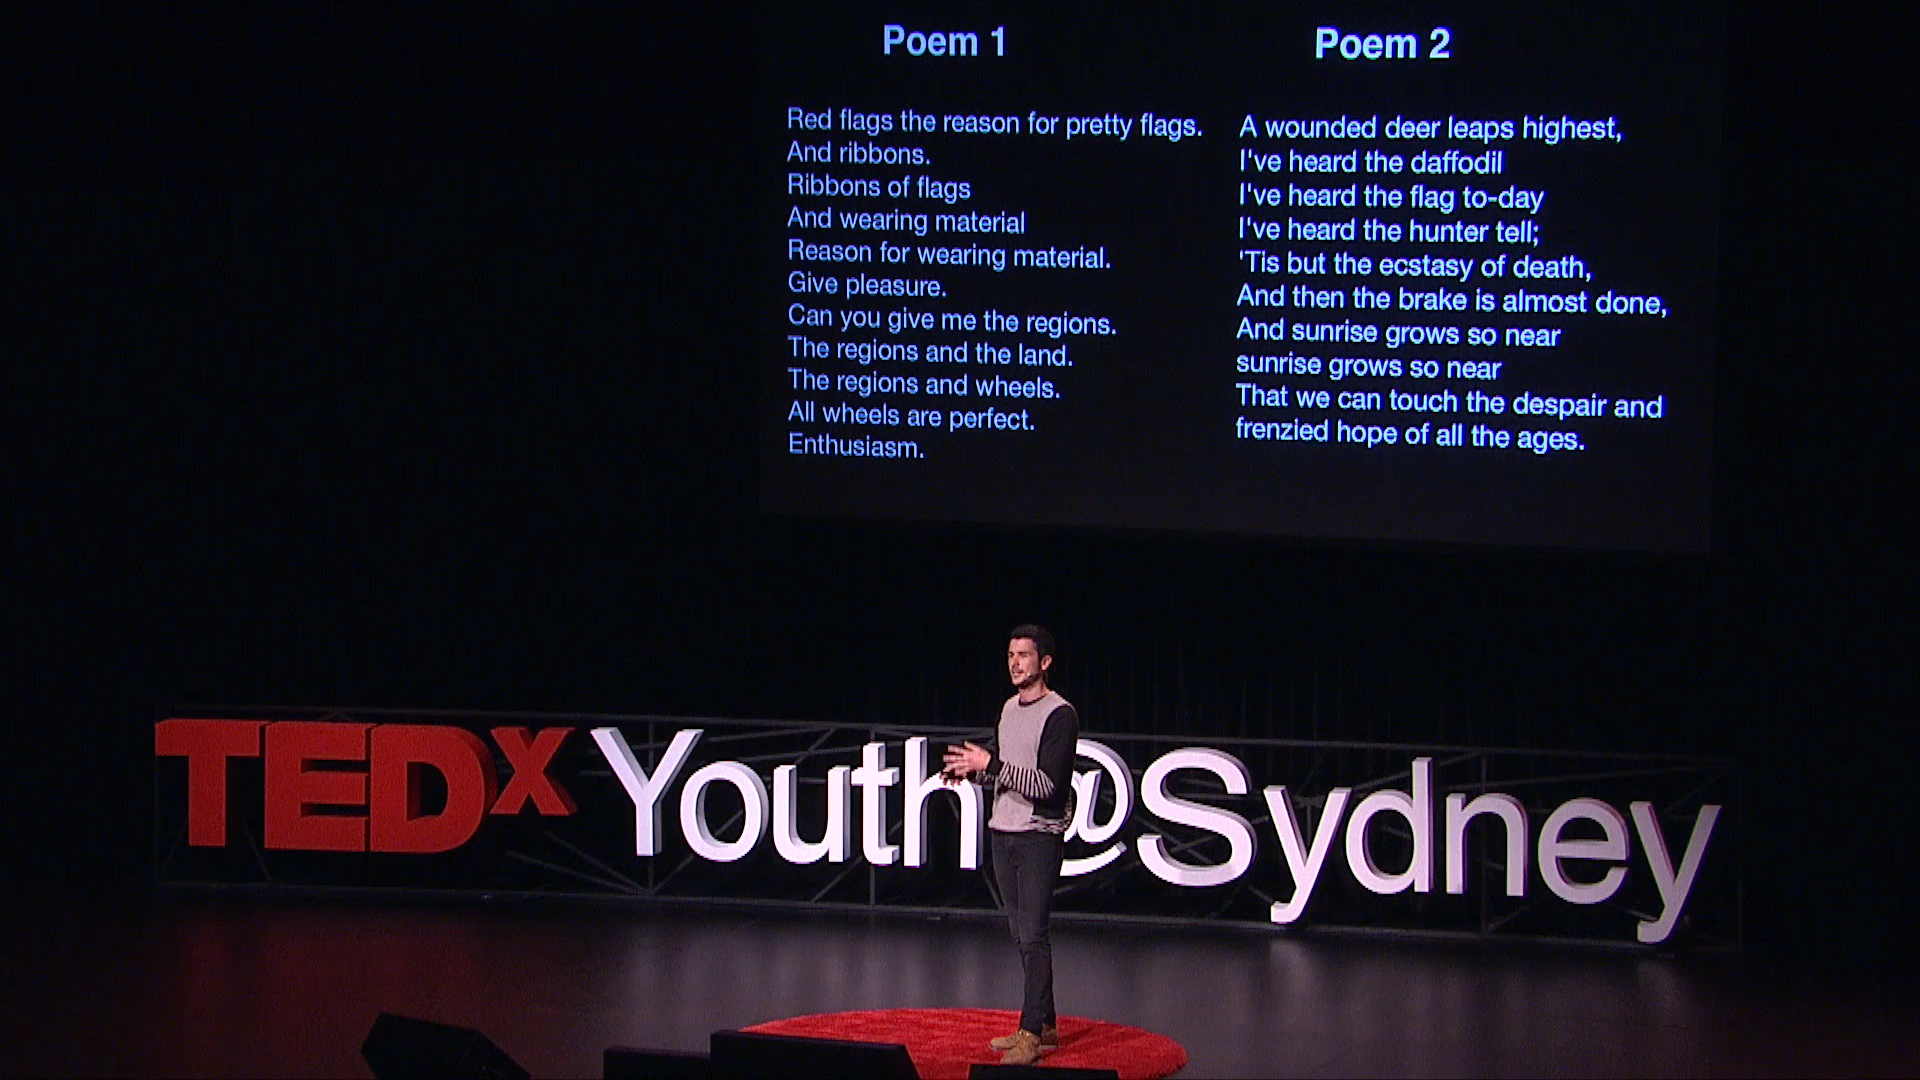 Poem 1
Red flags the reason for pretty flags.
And ribbons.
Ribbons of flags
And wearing material
Reason for wearing material.
Give pleasure.
Can you give me the regions.
The regions and the land.
The regions and wheels.
All wheels are perfect.
Enthusiasm.
Poem 2
A wounded deer leaps highest,
I've heard the daffodil
I've heard the flag to-day
I've heard the hunter tell;
'Tis but the ecstasy of death,
And then the brake is almost done,
And sunrise grows so near
sunrise grows so near
That we can touch the despair and
frenzied hope of all the ages.
TEDx Youth@Sydney